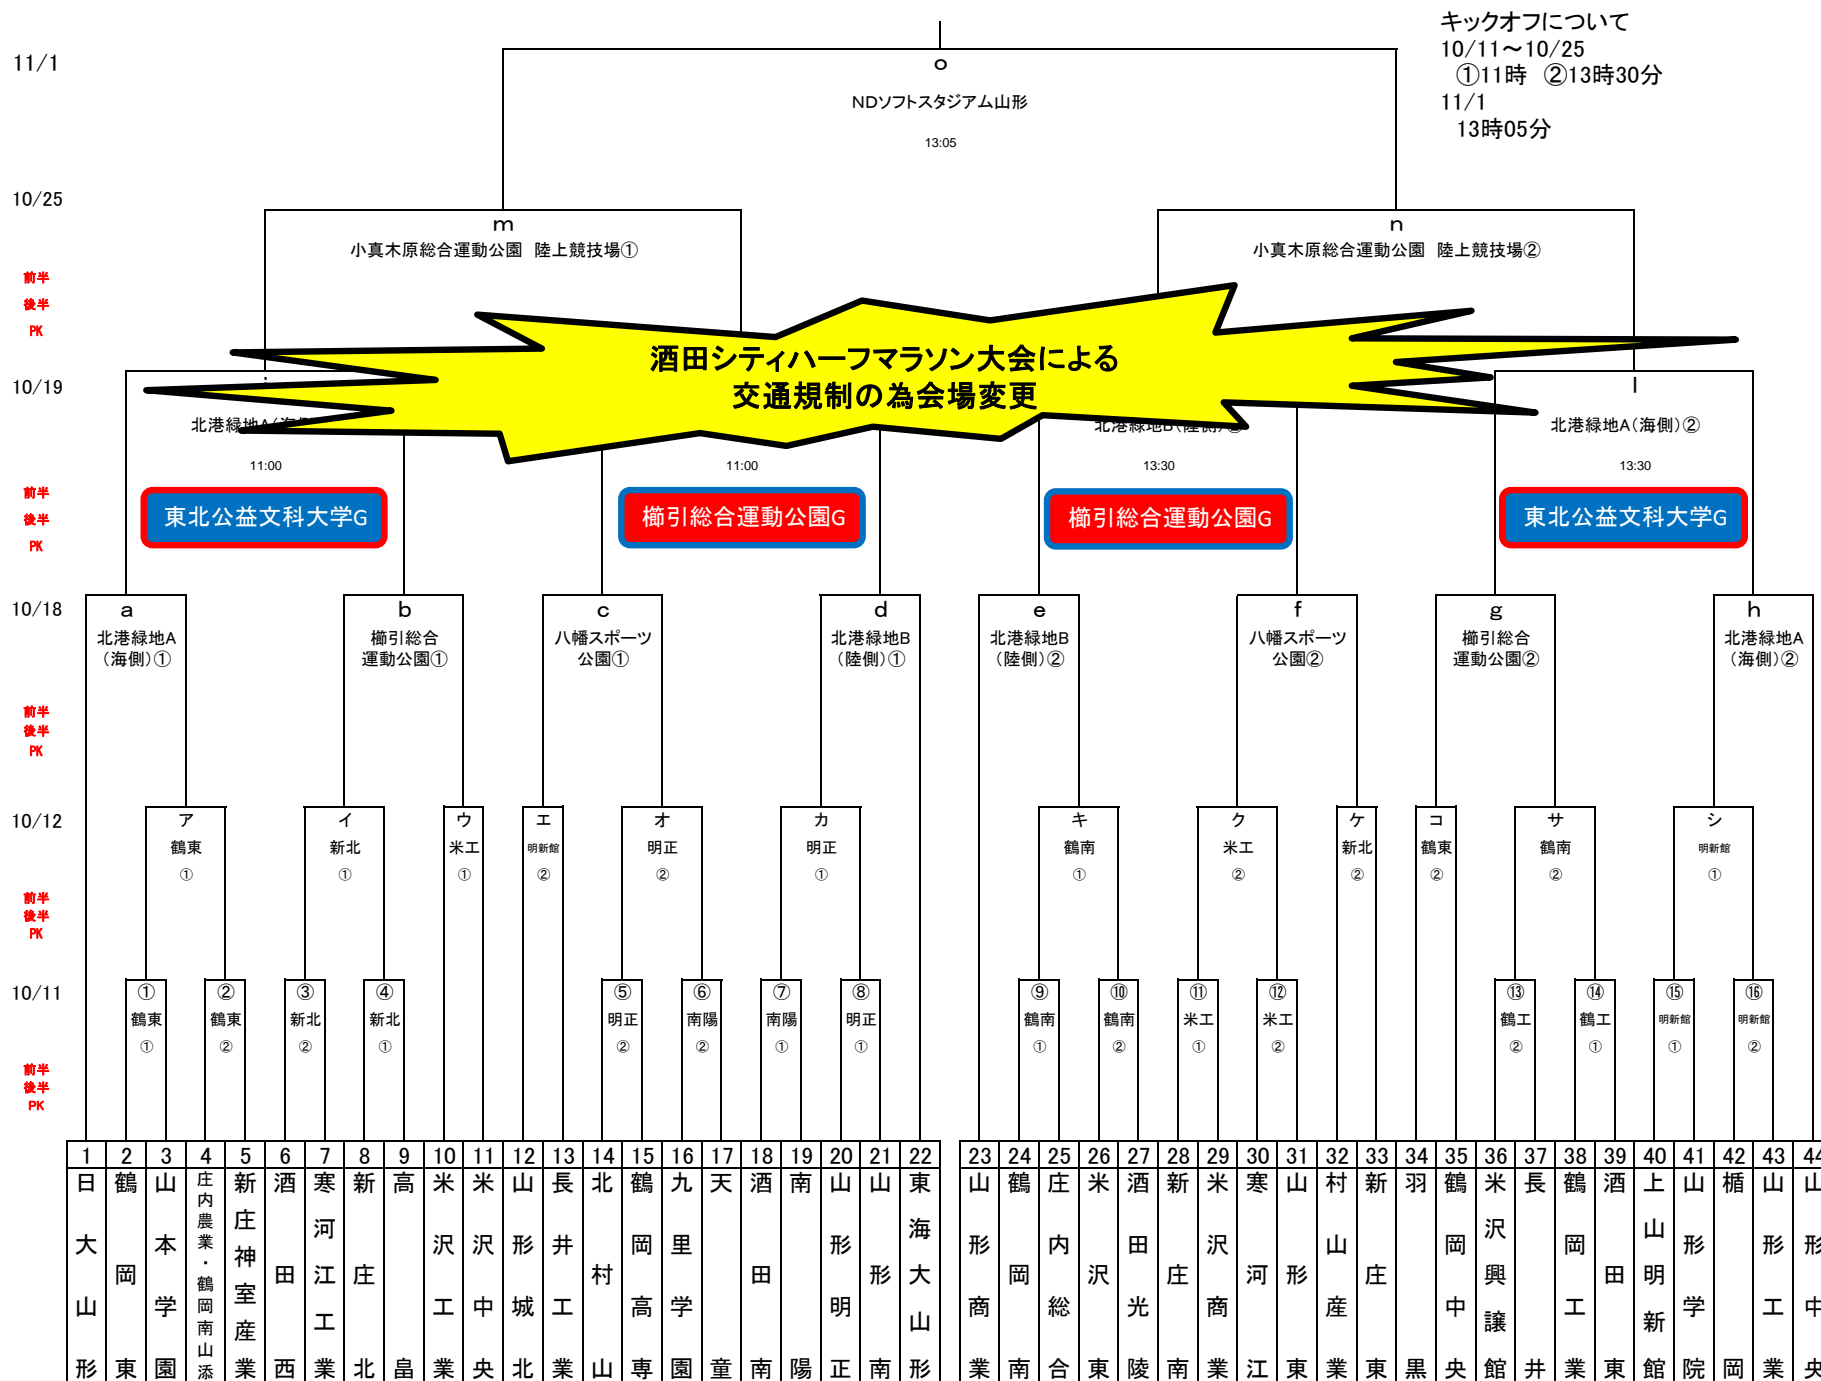 キックオフについて
10/11～10/25
①11時 ②13時30分
11/1
13時05分
11/1
o
NDソフトスタジアム山形
13:05
10/25
m
小真木原総合運動公園 陸上競技場①
n
小真木原総合運動公園 陸上競技場②
前半
後半
PK
酒田シティハーフマラソン大会による
交通規制の為会場変更
10/19
l
北港緑地A(海側)②
11:00
11:00
13:30
13:30
前半
後半
PK
東北公益文科大学G
櫛引総合運動公園G
櫛引総合運動公園G
東北公益文科大学G
10/18
a
北港緑地A
(海側)①
b
櫛引総合
運動公園①
c
八幡スポーツ
公園①
d
北港緑地B
(陸側)①
e
北港緑地B
(陸側)②
f
八幡スポーツ
公園②
g
櫛引総合
運動公園②
h
北港緑地A
(海側)②
前半
後半
PK
10/12
ア
鶴東
①
イ
新北
①
ウ
米工
①
エ
明新館
②
オ
明正
②
カ
明正
①
キ
鶴南
①
ク
米工
②
ケ
新北
②
コ
鶴東
②
サ
鶴南
②
シ
明新館
①
前半
後半
PK
10/11
①
鶴東
①
②
鶴東
②
③
新北
②
④
新北
①
⑤
明正
②
⑥
南陽
②
⑦
南陽
①
⑧
明正
①
⑨
鶴南
①
⑩
鶴南
②
⑪
米工
①
⑫
米工
②
⑬
鶴工
②
⑭
鶴工
①
⑮
明新館
①
⑯
明新館
②
前半
後半
PK
1 日大山形
2 鶴岡東
3 山本学園
4 庄内農業・鶴岡南山添
5 新庄神室産業
6 酒田西
7 寒河江工業
8 新庄北
9 高畠
10 米沢工業
11 米沢中央
12 山形城北
13 長井工業
14 北村山
15 鶴岡高専
16 九里学園
17 天童
18 酒田南
19 南陽
20 山形明正
21 山形南
22 東海大山形
23 山形商業
24 鶴岡南
25 庄内総合
26 米沢東
27 酒田光陵
28 新庄南
29 米沢商業
30 寒河江
31 山形東
32 村山産業
33 新庄東
34 羽黒
35 鶴岡中央
36 米沢興譲館
37 長井
38 鶴岡工業
39 酒田東
40 上山明新館
41 山形学院
42 楯岡
43 山形工業
44 山形中央